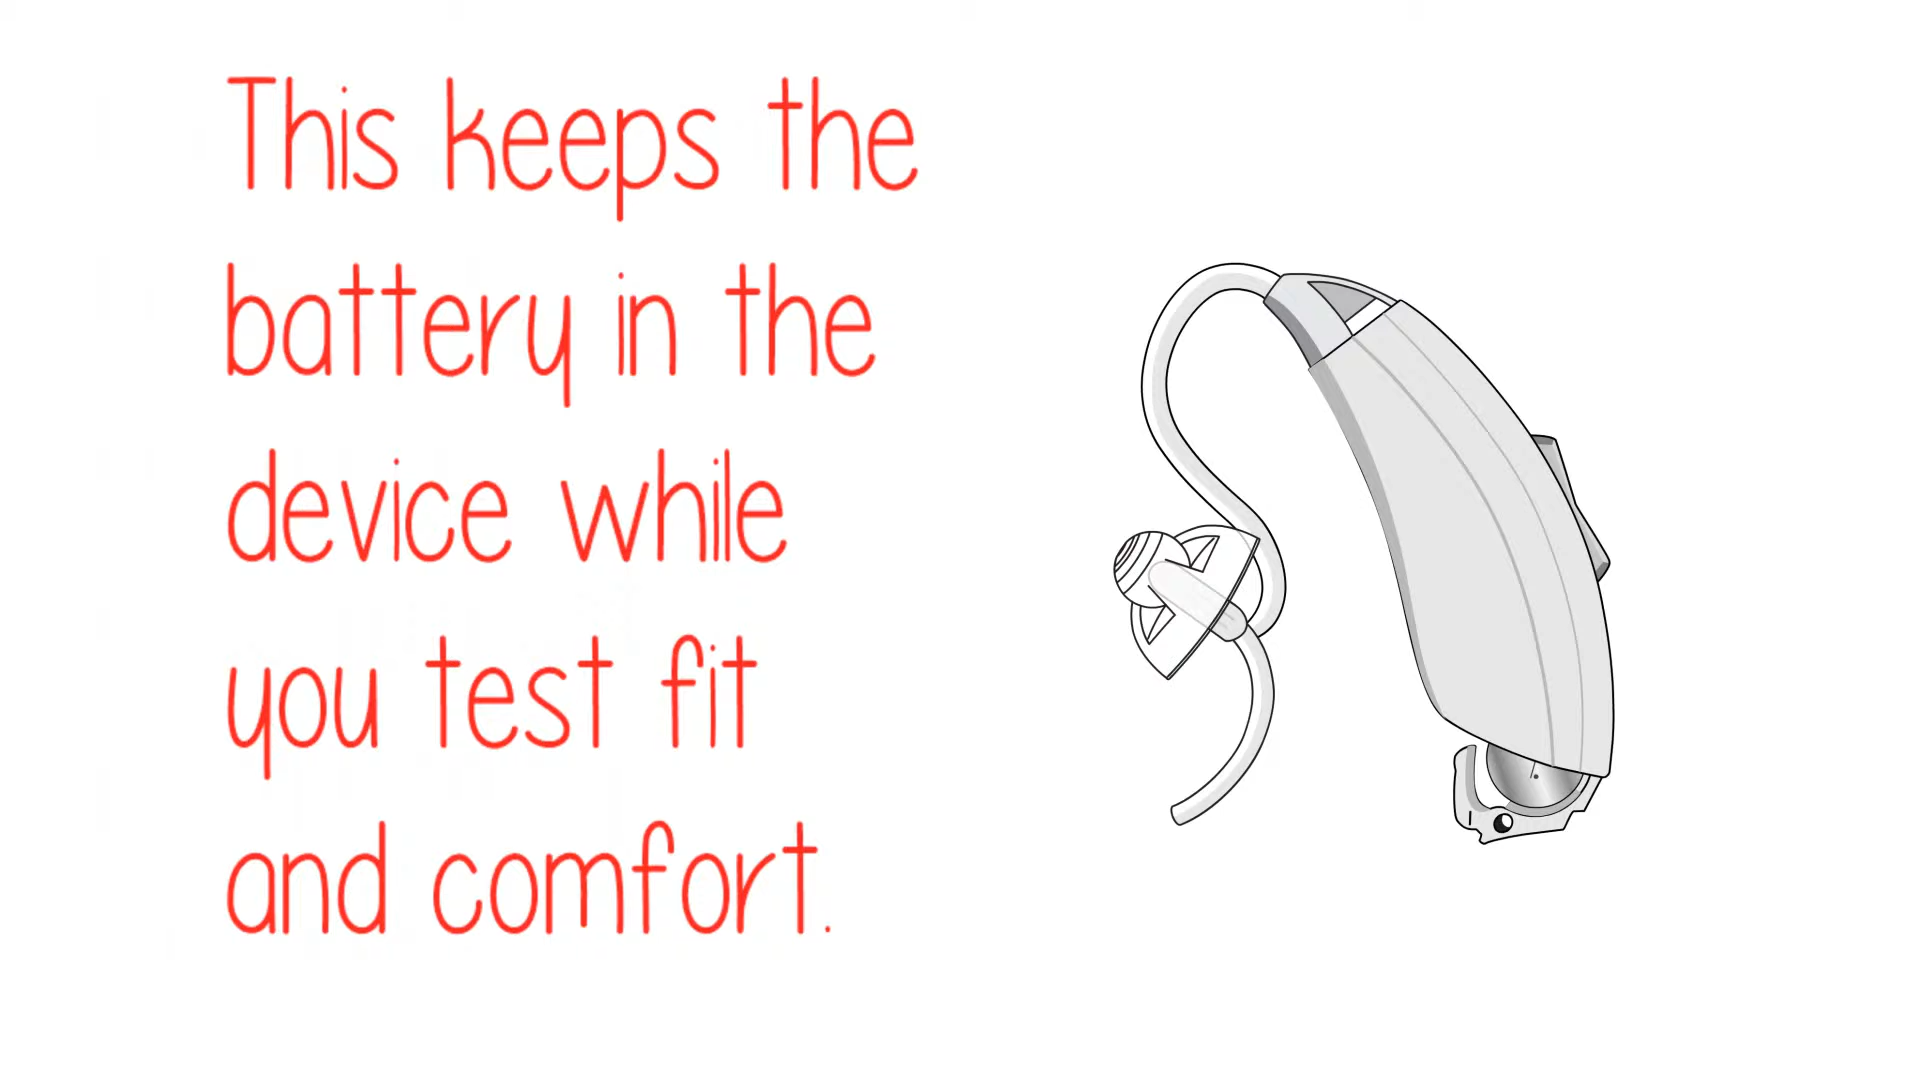 This keeps the
battery in the
device while
you test fit
and comfort.